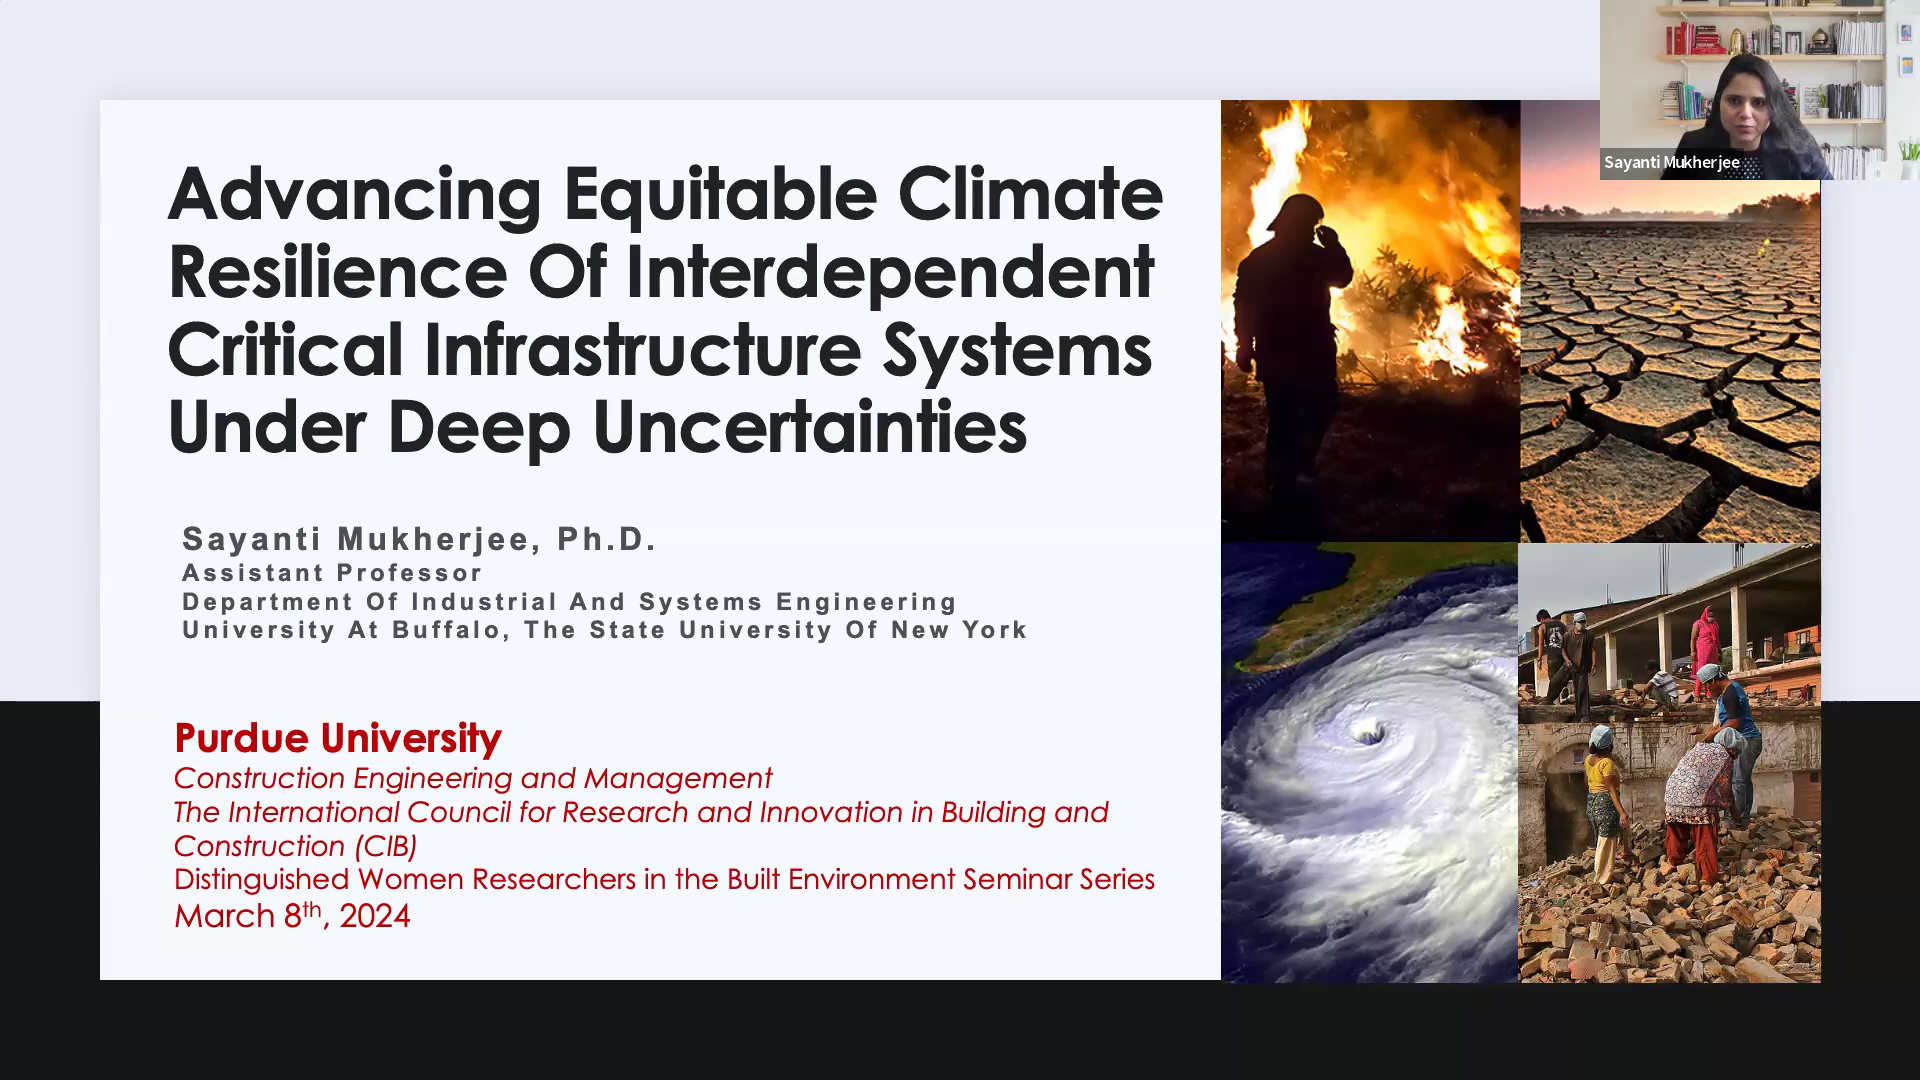 Advancing Equitable Climate
Resilience Of Interdependent
Critical Infrastructure Systems
Under Deep Uncertainties
Sayanti Mukherjee, Ph.D.
Assistant Professor
Department Of Industrial And Systems Engineering
University At Buffalo, The State University Of New York
Purdue University
Construction Engineering and Management
The International Council for Research and Innovation in Building and
Construction (CIB)
Distinguished Women Researchers in the Built Environment Seminar Series
March 8th, 2024
Sayanti Mukherjee